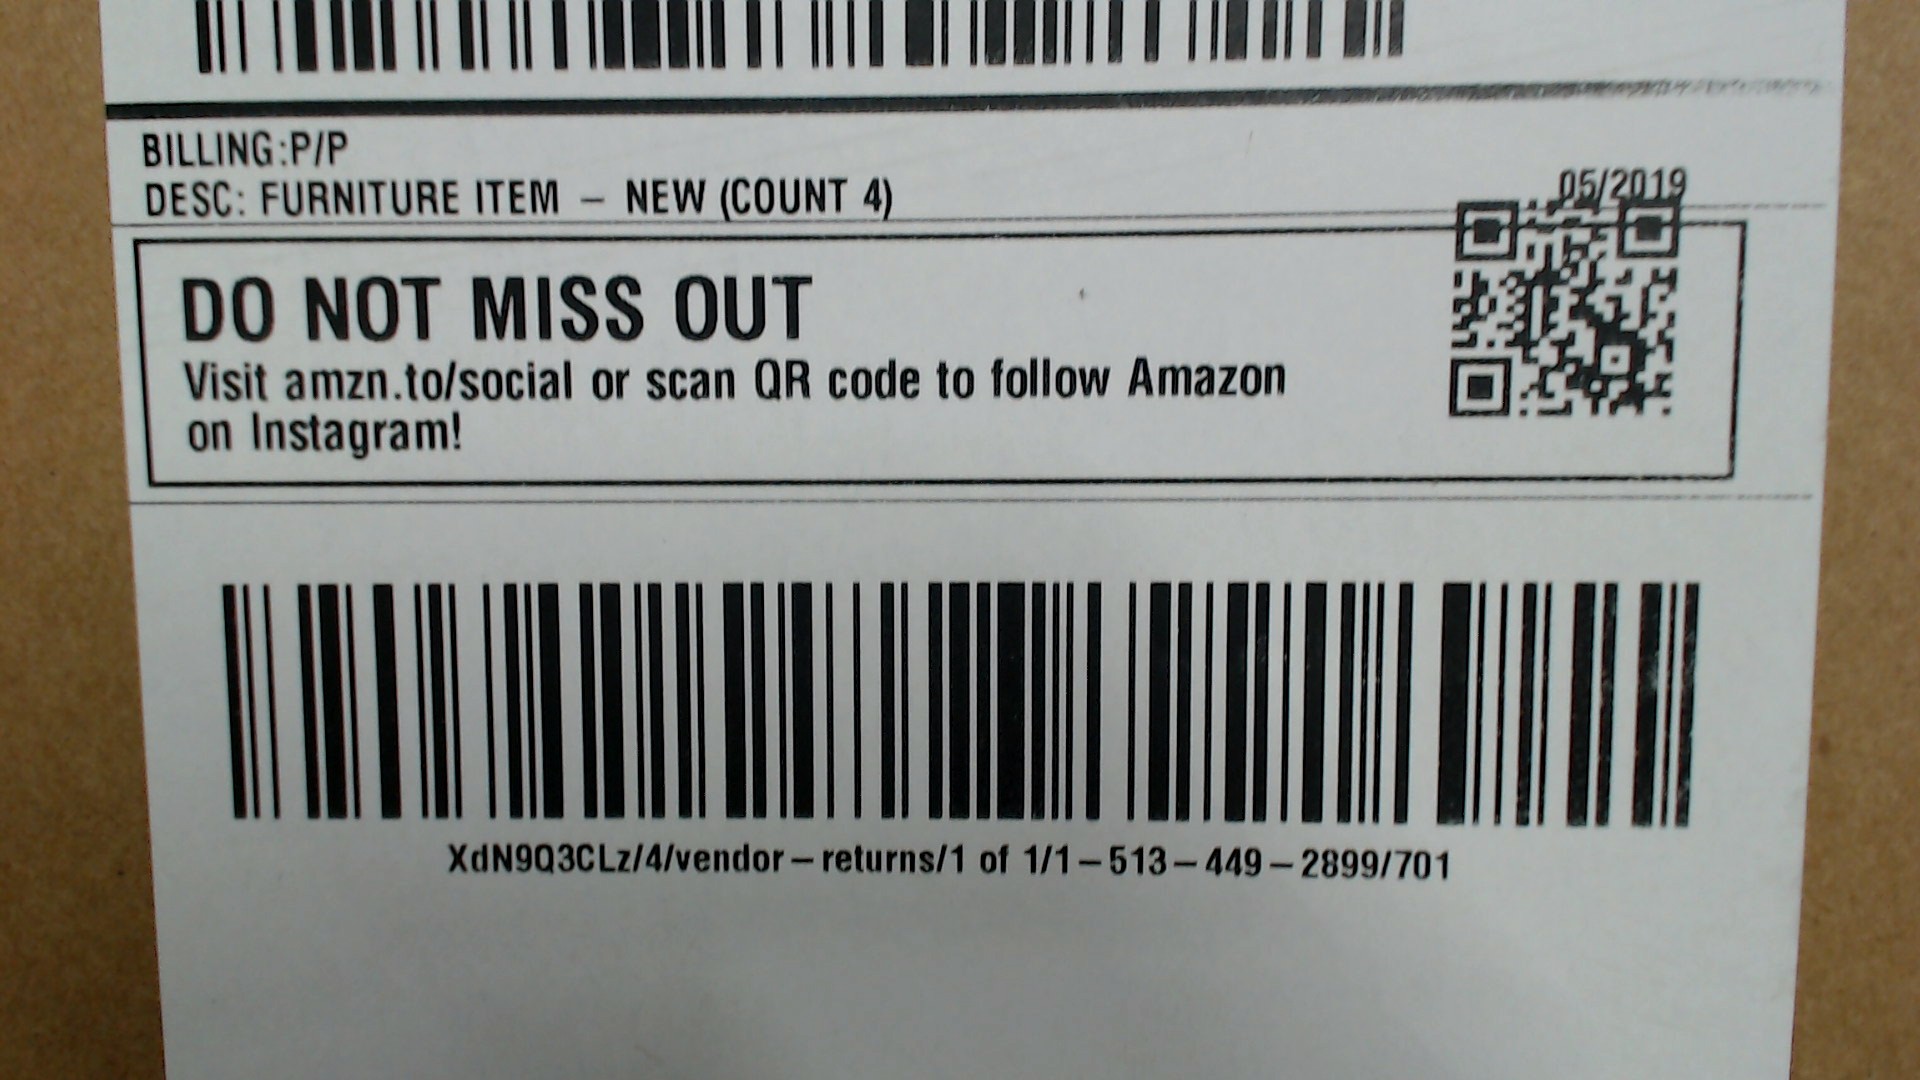 BILLING:P/P
DESC: FURNITURE ITEM – NEW (COUNT 4)
05/2019
DO NOT MISS OUT
Visit amzn.to/social or scan QR code to follow Amazon
on Instagram!
XdN9Q3CLz/4/vendor–returns/1 of 1/1–513–449–2899/701